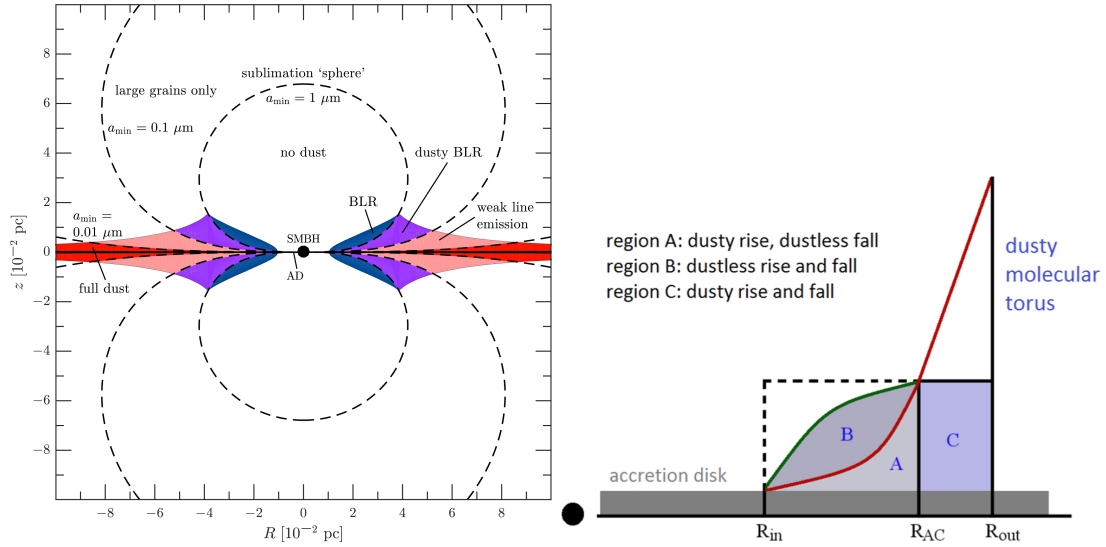 sublimation ‘sphere’
a_min = 1 μm
large grains only
a_min = 0.1 μm
no dust
dusty BLR
BLR
weak line
emission
a_min =
0.01 μm
SMBH
AD
full dust
8
6
4
2
0
−2
−4
−6
−8
z [10⁻² pc]
−8 −6 −4 −2 0 2 4 6 8
R [10⁻² pc]
region A: dusty rise, dustless fall
region B: dustless rise and fall
region C: dusty rise and fall
dusty
molecular
torus
B
A
C
accretion disk
R_in
R_AC
R_out